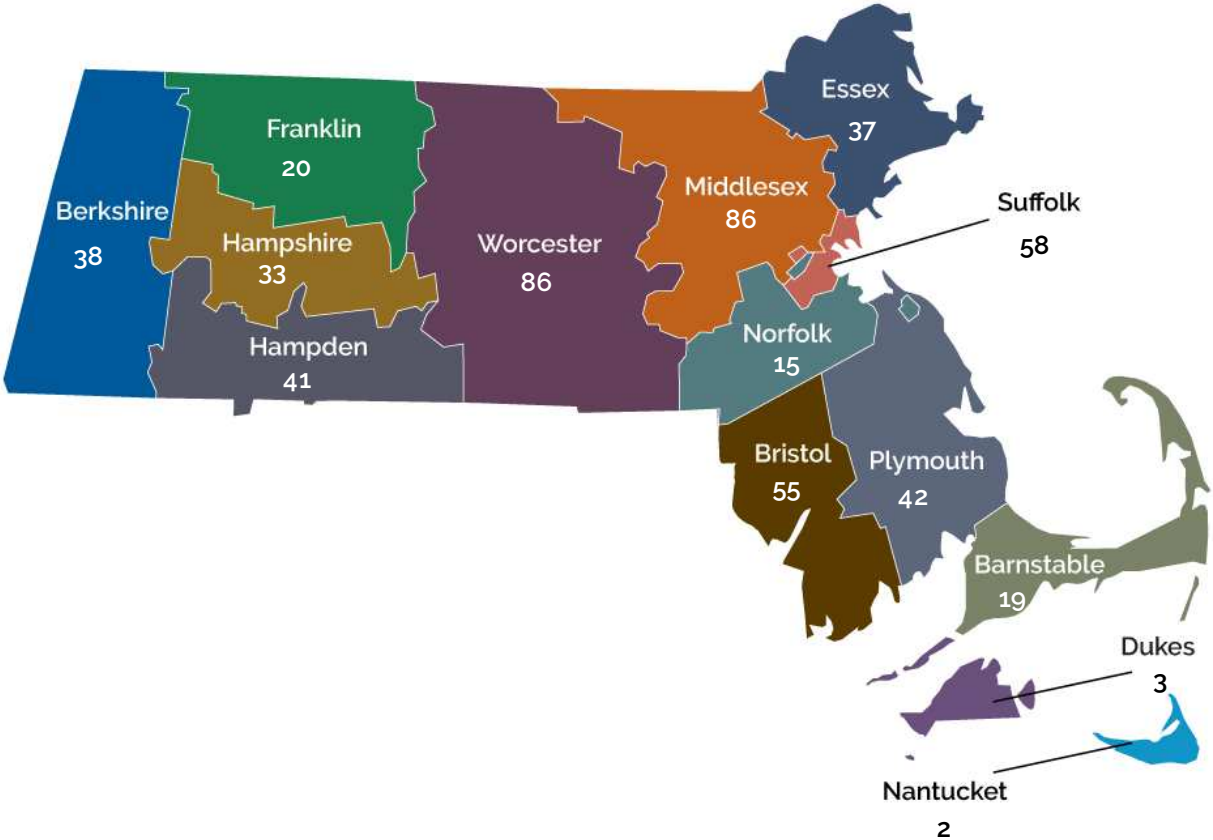 Essex
37
Franklin
20
Middlesex
86
Suffolk
58
Berkshire
38
Hampshire
33
Worcester
86
Norfolk
15
Hampden
41
Bristol
55
Plymouth
42
Barnstable
19
Dukes
3
Nantucket
2